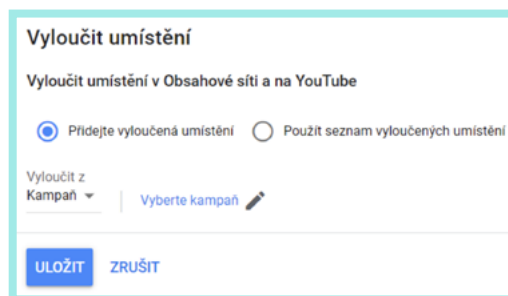 Vyloučit umístění
Vyloučit umístění v Obsahové síti a na YouTube
Přidejte vyloučená umístění Použít seznam vyloučených umístění
Vyloučit z
Kampaň Vyberte kampaň
ULOŽIT ZRUŠIT